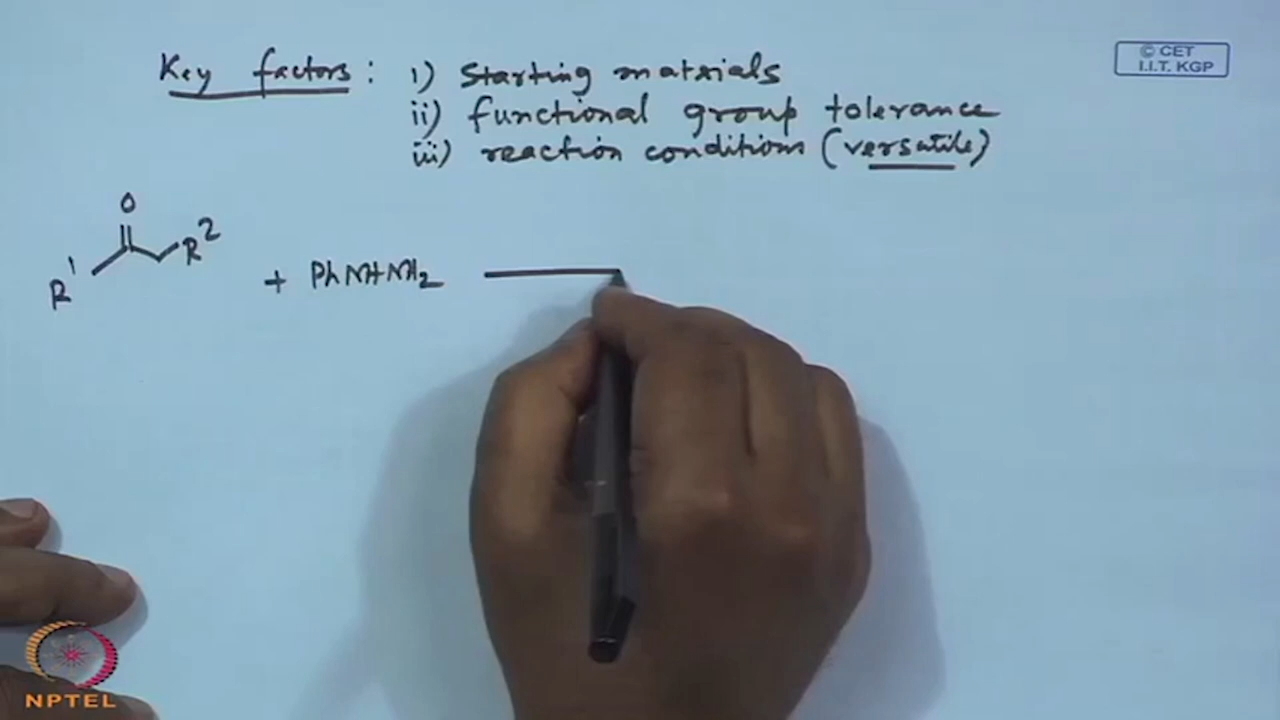 © CET
I.I.T. KGP
Key factors : i) Starting materials
ii) functional group tolerance
iii) reaction conditions (versatile)
O
R1 R2 + PhNHNH2
NPTEL